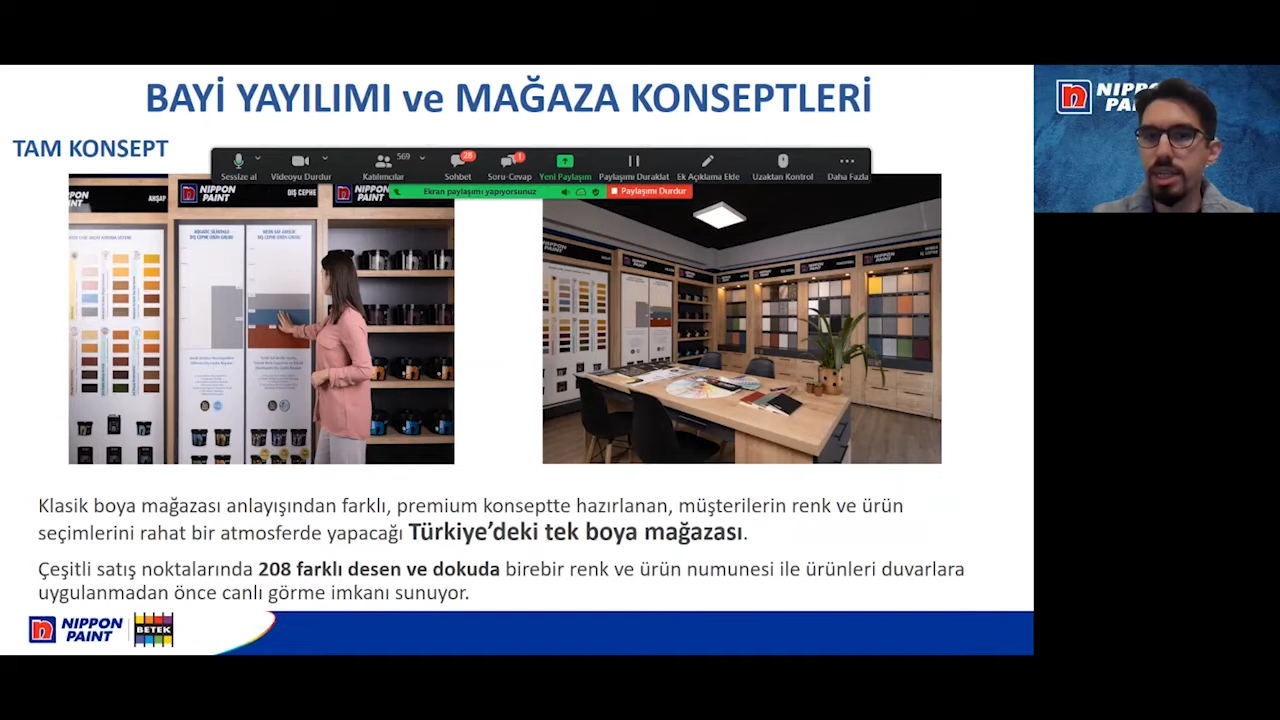 BAYİ YAYILIMI ve MAĞAZA KONSEPTLERİ
TAM KONSEPT
569
28
1
Sessize al
Videoyu Durdur
Katılımcılar
Sohbet
Soru-Cevap
Yeni Paylaşım
Paylaşımı Duraklat
Ek Açıklama Ekle
Uzaktan Kontrol
Daha Fazla
Ekran paylaşımı yapıyorsunuz
Paylaşımı Durdur
AHŞAP
NIPPON
PAINT
DIŞ CEPHE
NIPPON
PAINT
NIPPON
PAINT
Klasik boya mağazası anlayışından farklı, premium konseptte hazırlanan, müşterilerin renk ve ürün
seçimlerini rahat bir atmosferde yapacağı Türkiye’deki tek boya mağazası.
Çeşitli satış noktalarında 208 farklı desen ve dokuda birebir renk ve ürün numunesi ile ürünleri duvarlara
uygulanmadan önce canlı görme imkanı sunuyor.
NIPPON
PAINT
BETEK